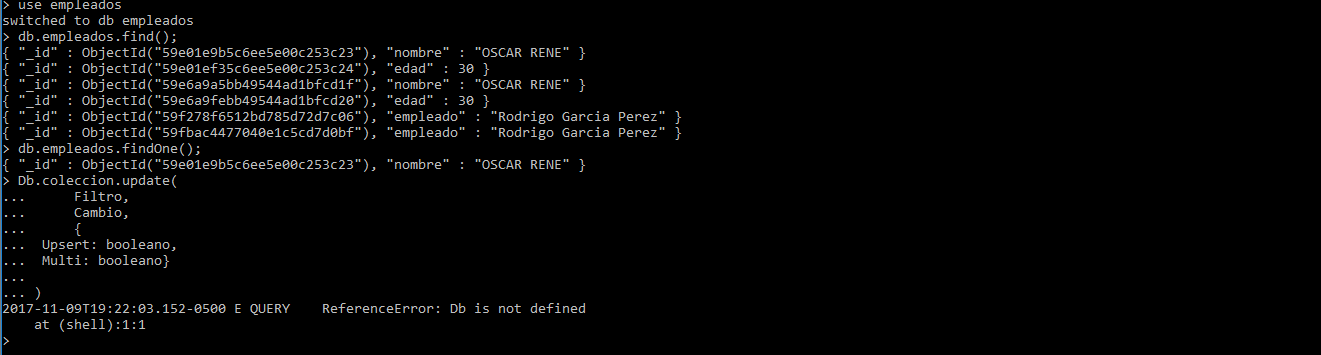 > use empleados
switched to db empleados
> db.empleados.find();
{ "_id" : ObjectId("59e01e9b5c6ee5e00c253c23"), "nombre" : "OSCAR RENE" }
{ "_id" : ObjectId("59e01ef35c6ee5e00c253c24"), "edad" : 30 }
{ "_id" : ObjectId("59e6a9a5bb49544ad1bfcd1f"), "nombre" : "OSCAR RENE" }
{ "_id" : ObjectId("59e6a9febb49544ad1bfcd20"), "edad" : 30 }
{ "_id" : ObjectId("59f278f6512bd785d72d7c06"), "empleado" : "Rodrigo Garcia Perez" }
{ "_id" : ObjectId("59fbac4477040e1c5cd7d0bf"), "empleado" : "Rodrigo Garcia Perez" }
> db.empleados.findOne();
{ "_id" : ObjectId("59e01e9b5c6ee5e00c253c23"), "nombre" : "OSCAR RENE" }
> Db.coleccion.update(
...      Filtro,
...      Cambio,
...      {
...  Upsert: booleano,
...  Multi: booleano}
...
... )
2017-11-09T19:22:03.152-0500 E QUERY    ReferenceError: Db is not defined
    at (shell):1:1
>